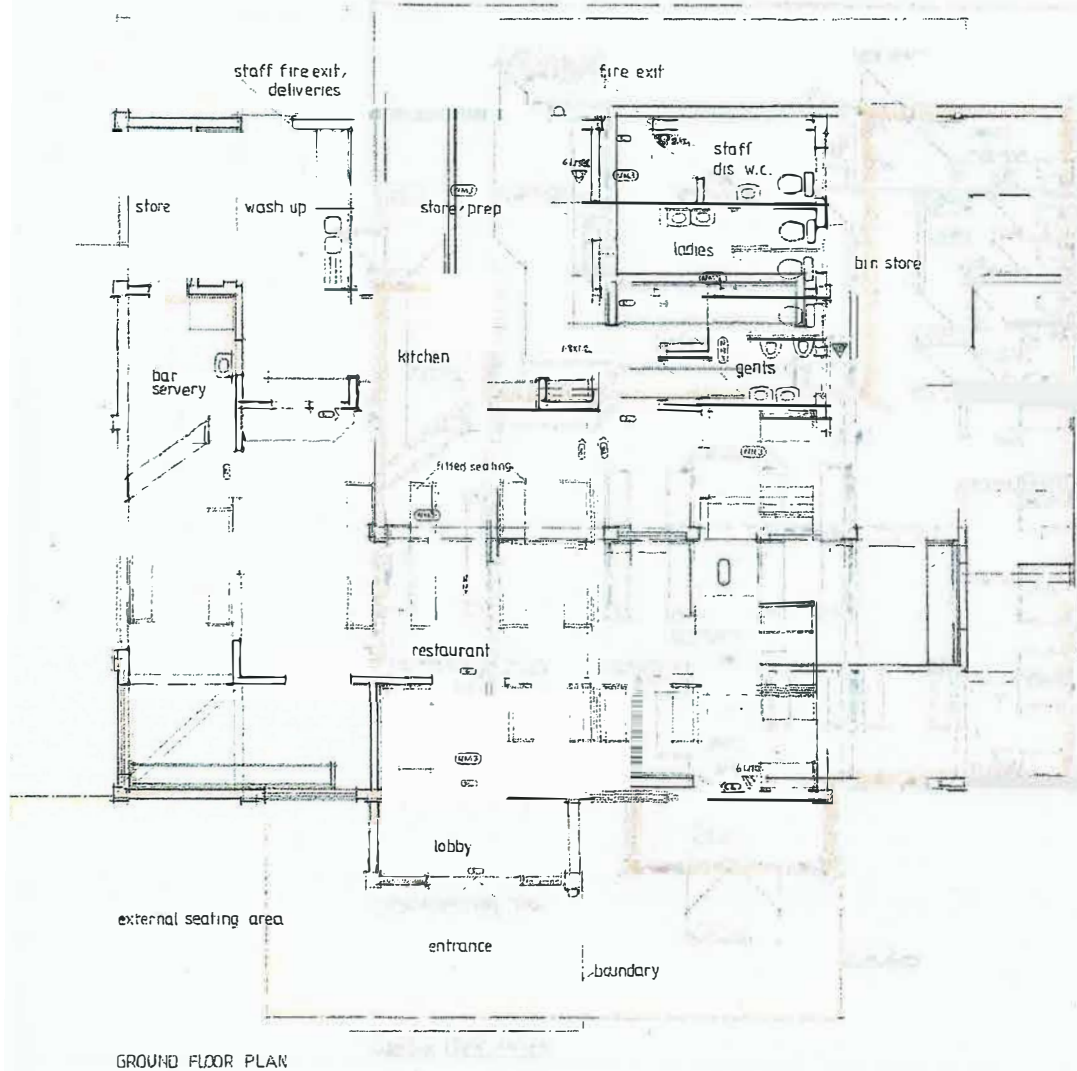 staff fire exit,
deliveries
fire exit
staff
dis w.c.
store
wash up
store/prep
ladies
bin store
kitchen
gents
bar
servery
fitted seating
restaurant
lobby
external seating area
entrance
boundary
GROUND FLOOR PLAN